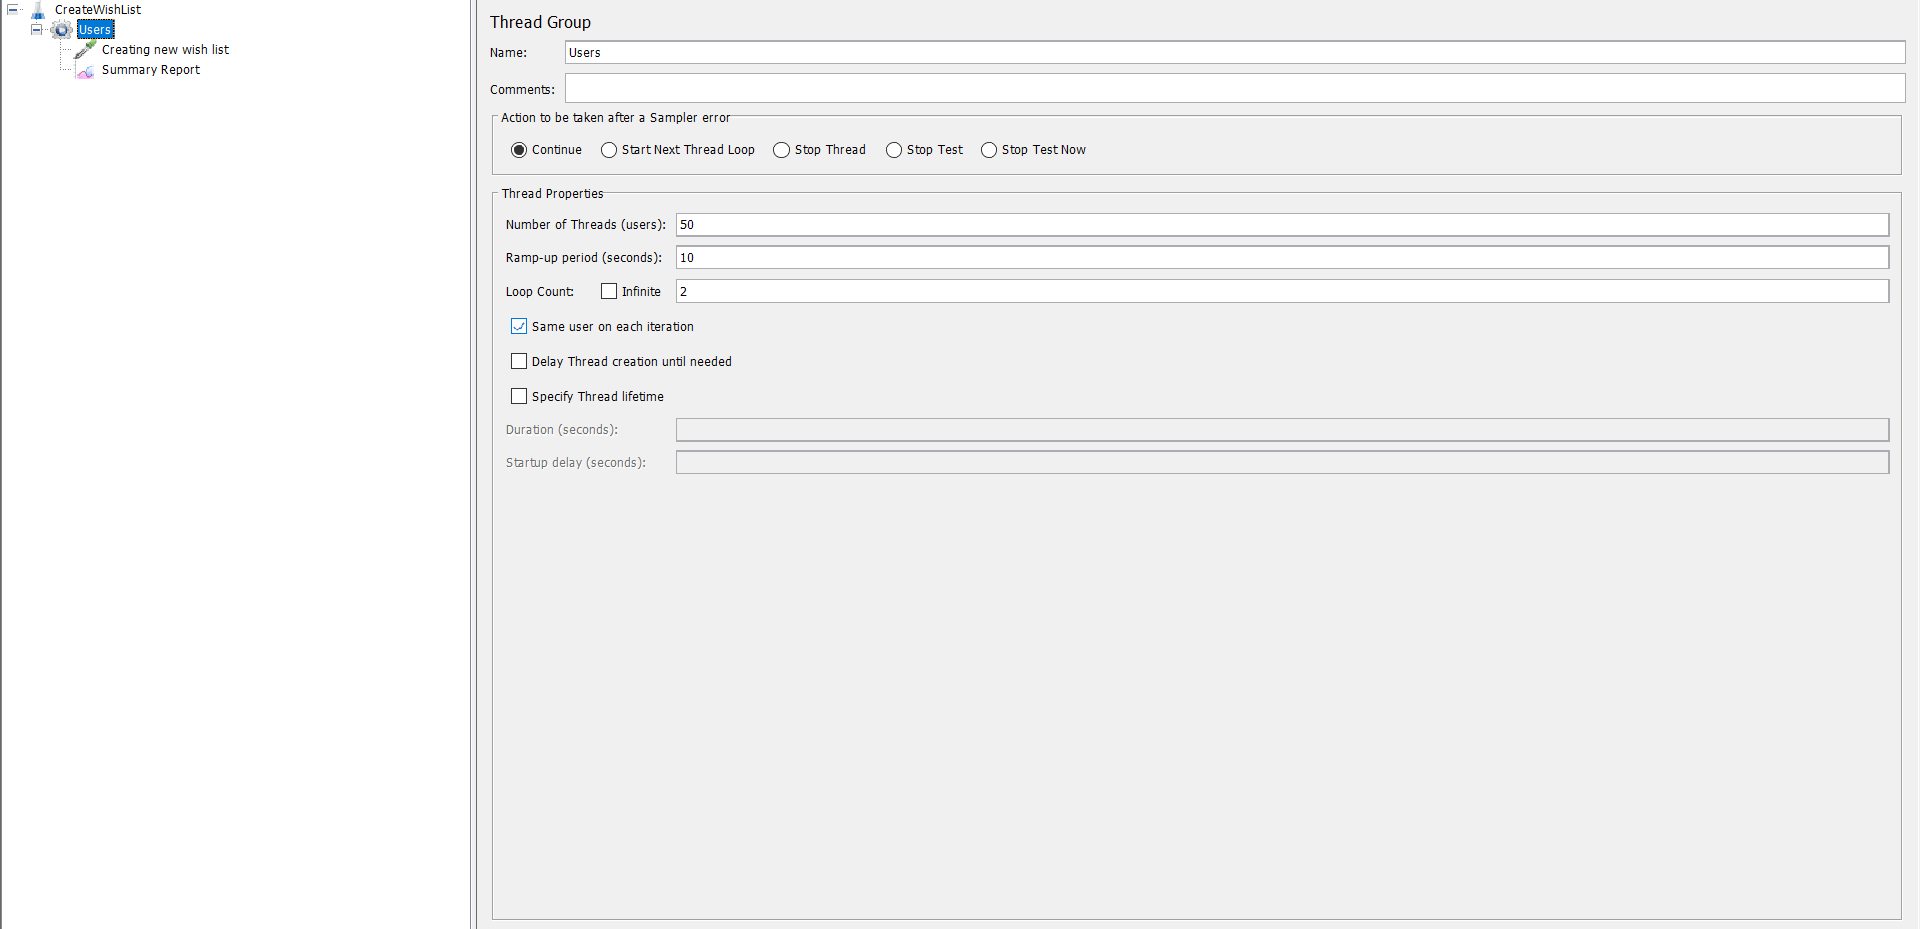 CreateWishList
Users
Creating new wish list
Summary Report
Thread Group
Name: Users
Comments:
Action to be taken after a Sampler error
Continue Start Next Thread Loop Stop Thread Stop Test Stop Test Now
Thread Properties
Number of Threads (users): 50
Ramp-up period (seconds): 10
Loop Count: Infinite 2
Same user on each iteration
Delay Thread creation until needed
Specify Thread lifetime
Duration (seconds):
Startup delay (seconds):